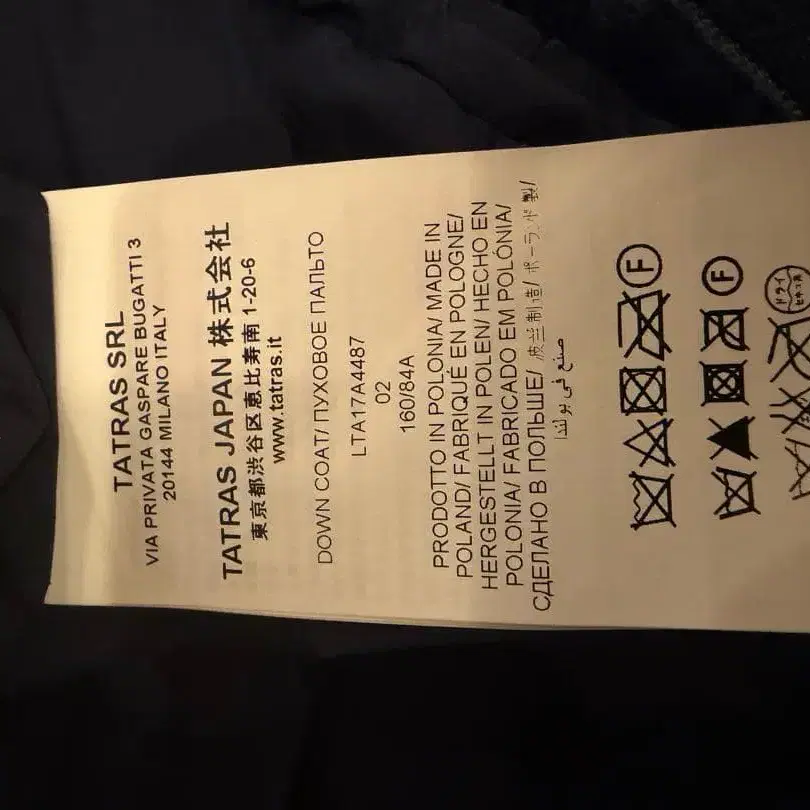 TATRAS SRL
VIA PRIVATA GASPARE BUGATTI 3
20144 MILANO ITALY
TATRAS JAPAN 株式会社
東京都渋谷区恵比寿南 1-20-6
www.tatras.it
DOWN COAT/ ПУХОВОЕ ПАЛЬТО
LTA17A4487
02
160/84A
PRODOTTO IN POLONIA/ MADE IN
POLAND/ FABRIQUÉ EN POLOGNE/
HERGESTELLT IN POLEN/ HECHO EN
POLONIA/ FABRICADO EM POLÓNIA/
СДЕЛАНО В ПОЛЬШЕ/ 波兰制造/ ポーランド製/
صنع في بولندا
F
F
ドライ